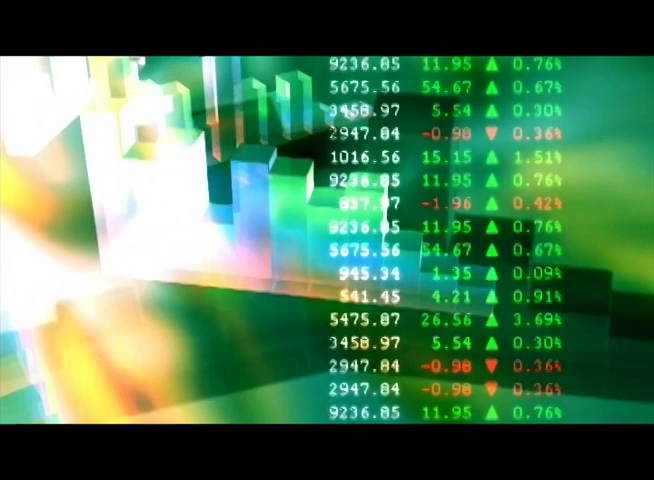 9236.85 11.95 ▲ 0.76%
5675.56 54.67 ▲ 0.67%
3458.97 5.54 ▲ 0.30%
2947.84 -0.98 ▼ 0.36%
1016.56 15.15 ▲ 1.51%
9236.85 11.95 ▲ 0.76%
837.97 -1.96 ▲ 0.42%
9236.85 11.95 ▲ 0.76%
5675.56 54.67 ▲ 0.67%
945.34 1.35 ▲ 0.09%
541.45 4.21 ▲ 0.91%
5475.87 26.56 ▲ 3.69%
3458.97 5.54 ▲ 0.30%
2947.84 -0.98 ▼ 0.36%
2947.84 -0.98 ▼ 0.36%
9236.85 11.95 ▲ 0.76%